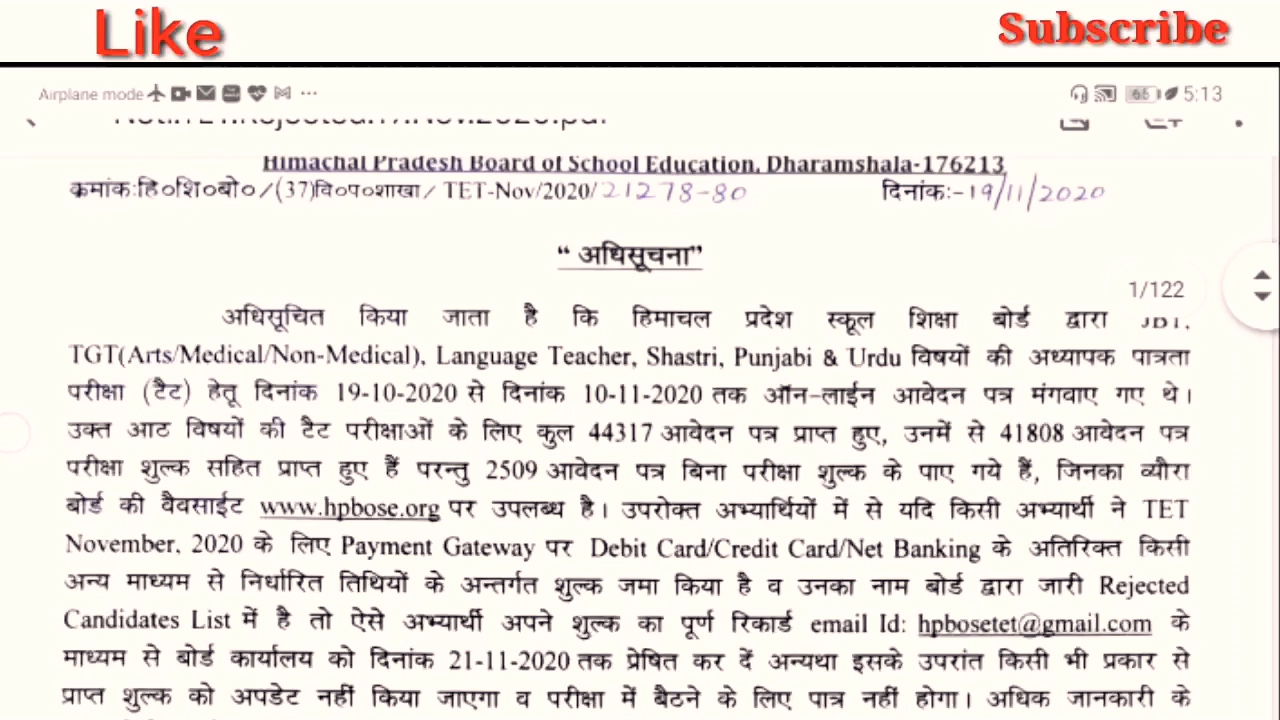 Like
Subscribe
Airplane mode
66 5:13
Himachal Pradesh Board of School Education, Dharamshala-176213
क्रमांक:हि०शि०बो०/(37)वि०प०शाखा/ TET-Nov/2020/21278-80 दिनांक:-19/11/2020
“ अधिसूचना”
1/122
अधिसूचित किया जाता है कि हिमाचल प्रदेश स्कूल शिक्षा बोर्ड द्वारा JBT,
TGT(Arts/Medical/Non-Medical), Language Teacher, Shastri, Punjabi & Urdu विषयों की अध्यापक पात्रता
परीक्षा (टैट) हेतू दिनांक 19-10-2020 से दिनांक 10-11-2020 तक ऑन-लाईन आवेदन पत्र मंगवाए गए थे।
उक्त आठ विषयों की टैट परीक्षाओं के लिए कुल 44317 आवेदन पत्र प्राप्त हुए, उनमें से 41808 आवेदन पत्र
परीक्षा शुल्क सहित प्राप्त हुए हैं परन्तु 2509 आवेदन पत्र बिना परीक्षा शुल्क के पाए गये हैं, जिनका ब्यौरा
बोर्ड की वैवसाईट www.hpbose.org पर उपलब्ध है। उपरोक्त अभ्यार्थियों में से यदि किसी अभ्यार्थी ने TET
November, 2020 के लिए Payment Gateway पर Debit Card/Credit Card/Net Banking के अतिरिक्त किसी
अन्य माध्यम से निर्धारित तिथियों के अन्तर्गत शुल्क जमा किया है व उनका नाम बोर्ड द्वारा जारी Rejected
Candidates List में है तो ऐसे अभ्यार्थी अपने शुल्क का पूर्ण रिकार्ड email Id: hpbosetet@gmail.com के
माध्यम से बोर्ड कार्यालय को दिनांक 21-11-2020 तक प्रेषित कर दें अन्यथा इसके उपरांत किसी भी प्रकार से
प्राप्त शुल्क को अपडेट नहीं किया जाएगा व परीक्षा में बैठने के लिए पात्र नहीं होगा। अधिक जानकारी के